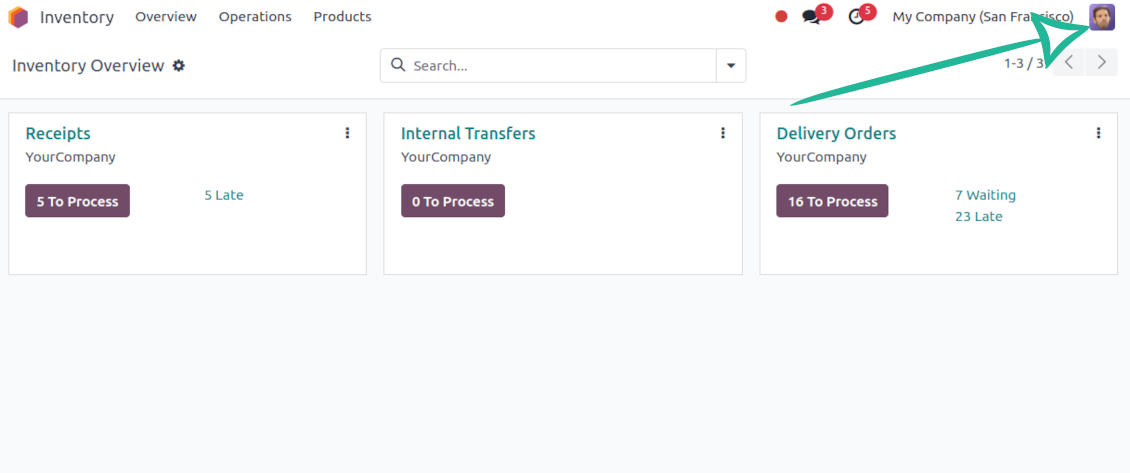 Inventory Overview Operations Products 3 5 My Company (San Francisco)
Inventory Overview Search... 1-3 / 3
Receipts
YourCompany
5 To Process 5 Late
Internal Transfers
YourCompany
0 To Process
Delivery Orders
YourCompany
16 To Process 7 Waiting
23 Late